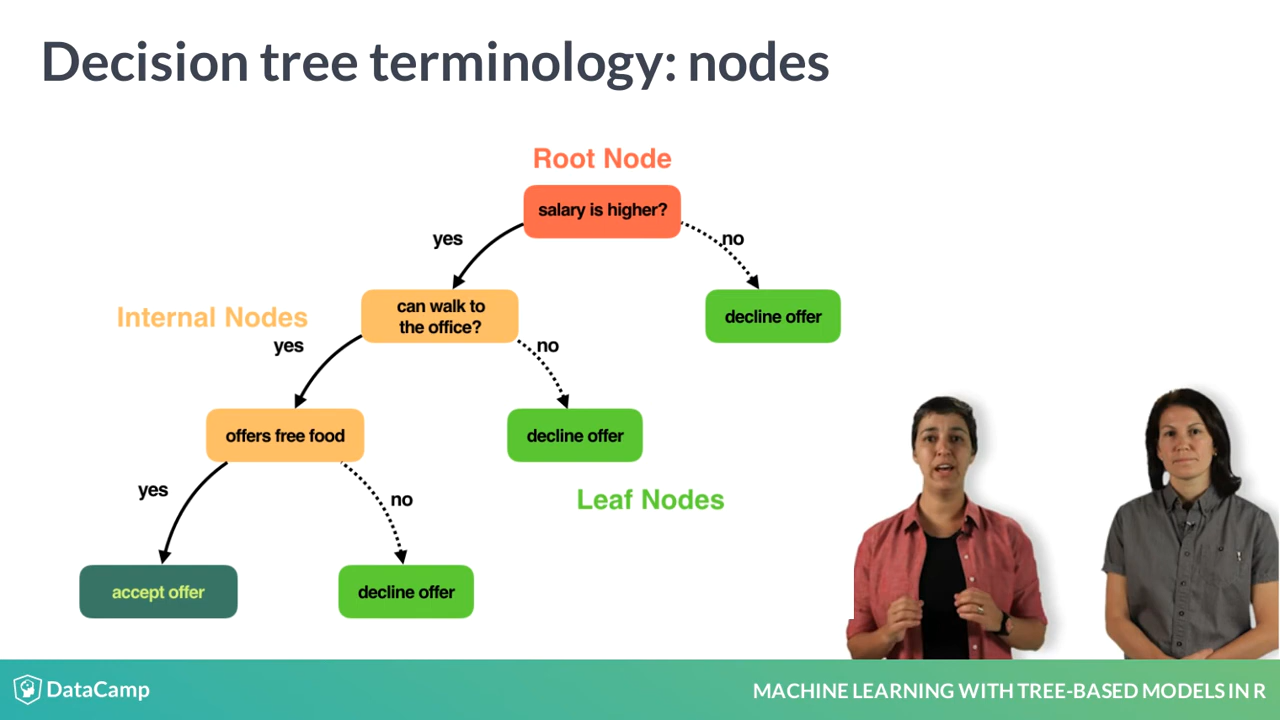 Decision tree terminology: nodes
Root Node
salary is higher?
yes
no
can walk to
the office?
decline offer
Internal Nodes
yes
no
offers free food
decline offer
yes
no
Leaf Nodes
accept offer
decline offer
DataCamp
MACHINE LEARNING WITH TREE-BASED MODELS IN R